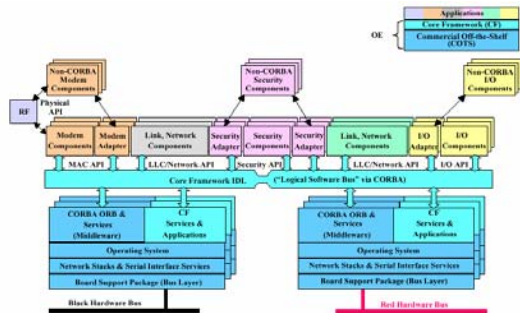 Applications
OE
Core Framework (CF)
Commercial Off-the-Shelf
(COTS)
Non-CORBA
Modem
Components
Non-CORBA
Security
Components
Non-CORBA
I/O
Components
Physical
API
RF
Modem
Components
Modem
Adapter
Link, Network
Components
Security
Adapter
Security
Components
Security
Adapter
Link, Network
Components
I/O
Adapter
I/O
Components
MAC API
LLC/Network API
Security API
LLC/Network API
I/O API
Core Framework IDL
("Logical Software Bus" via CORBA)
CORBA ORB &
Services
(Middleware)
CF
Services &
Applications
Operating System
Network Stacks & Serial Interface Services
Board Support Package (Bus Layer)
Black Hardware Bus
CORBA ORB &
Services
(Middleware)
CF
Services &
Applications
Operating System
Network Stacks & Serial Interface Services
Board Support Package (Bus Layer)
Red Hardware Bus